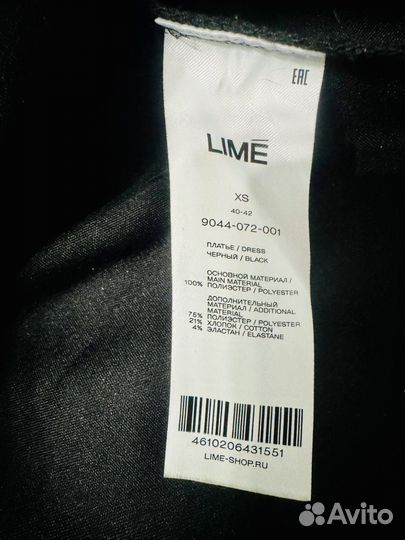 EAC
LIMĒ
XS
40-42
9044-072-001
ПЛАТЬЕ / DRESS
ЧЕРНЫЙ / BLACK
ОСНОВНОЙ МАТЕРИАЛ /
MAIN MATERIAL
100% ПОЛИЭСТЕР / POLYESTER
ДОПОЛНИТЕЛЬНЫЙ
МАТЕРИАЛ / ADDITIONAL
MATERIAL
75% ПОЛИЭСТЕР / POLYESTER
21% ХЛОПОК / COTTON
4% ЭЛАСТАН / ELASTANE
4610206431551
LIME-SHOP.RU
Avito